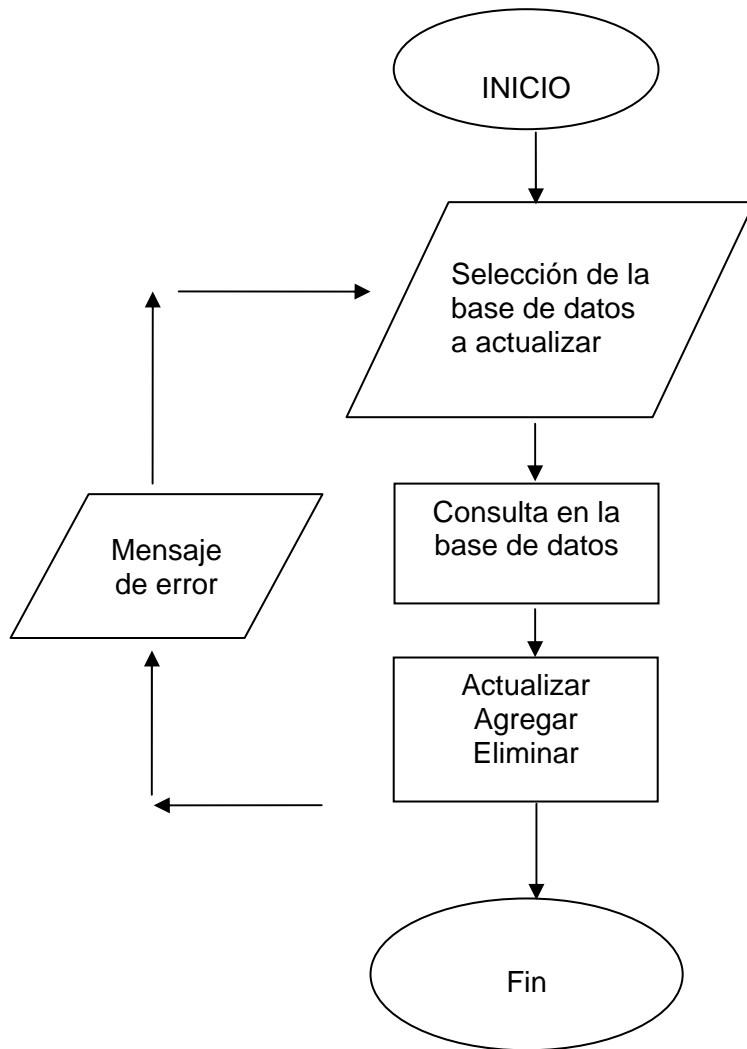 INICIO
Selección de la
base de datos
a actualizar
Consulta en la
base de datos
Mensaje
de error
Actualizar
Agregar
Eliminar
Fin